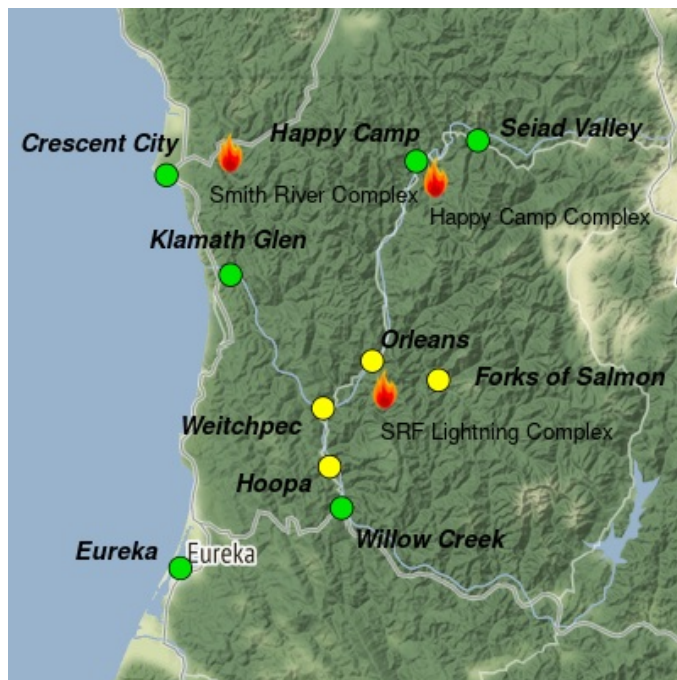 Crescent City
Happy Camp
Seiad Valley
Smith River Complex
Happy Camp Complex
Klamath Glen
Orleans
Forks of Salmon
Weitchpec
SRF Lightning Complex
Hoopa
Willow Creek
Eureka
Eureka